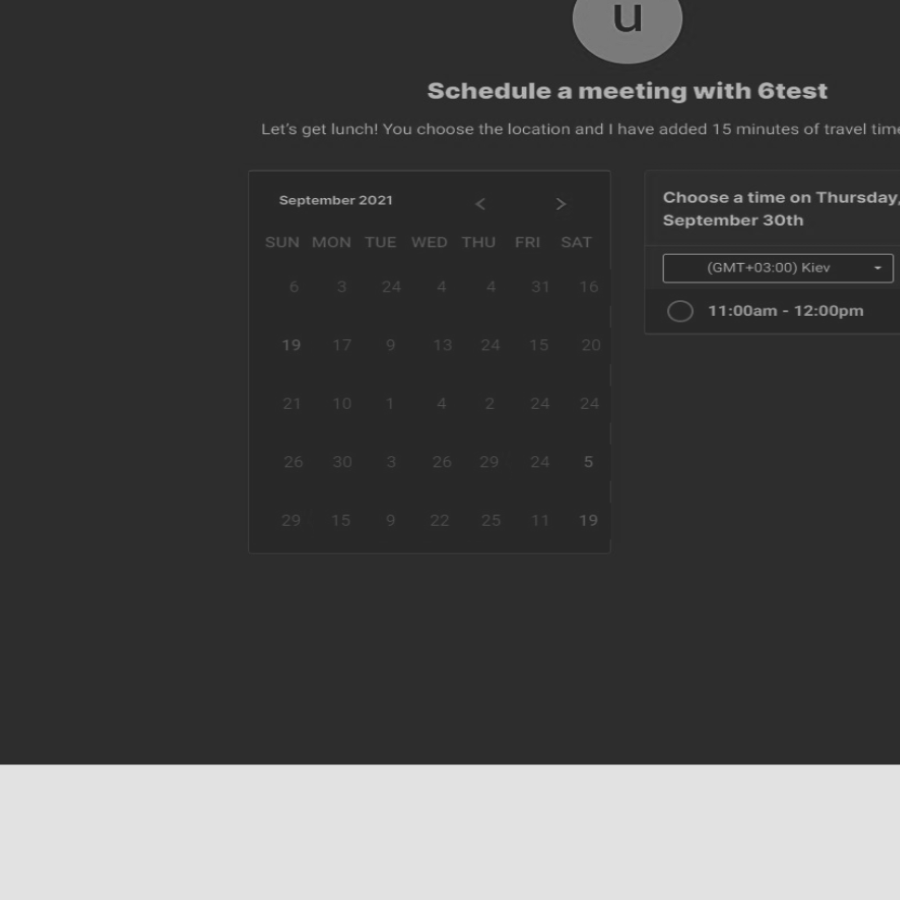 u
Schedule a meeting with 6test
Let's get lunch! You choose the location and I have added 15 minutes of travel time
September 2021 < >
SUN MON TUE WED THU FRI SAT
6 3 24 4 4 31 16
19 17 9 13 24 15 20
21 10 1 4 2 24 24
26 30 3 26 29 24 5
29 15 9 22 25 11 19
Choose a time on Thursday,
September 30th
(GMT+03:00) Kiev
11:00am - 12:00pm